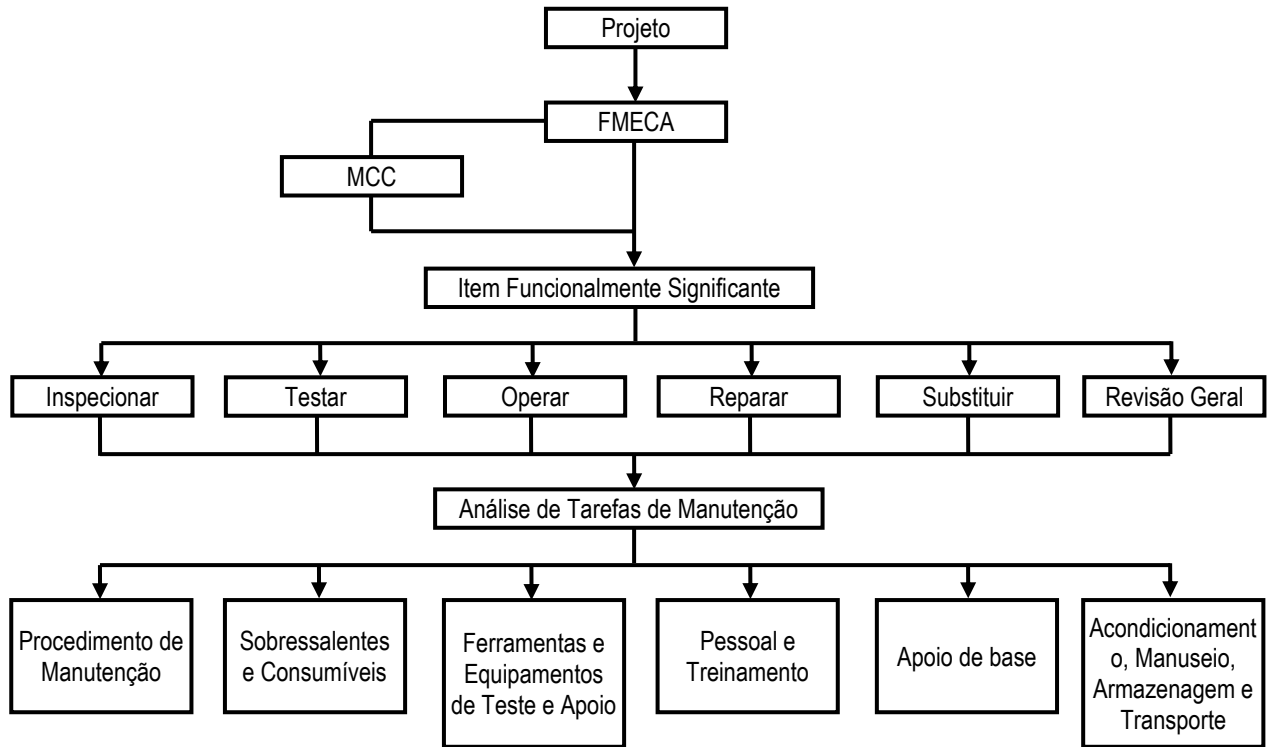 Projeto
FMECA
MCC
Item Funcionalmente Significante
Inspecionar
Testar
Operar
Reparar
Substituir
Revisão Geral
Análise de Tarefas de Manutenção
Procedimento de
Manutenção
Sobressalentes
e Consumíveis
Ferramentas e
Equipamentos
de Teste e Apoio
Pessoal e
Treinamento
Apoio de base
Acondicionament
o, Manuseio,
Armazenagem e
Transporte